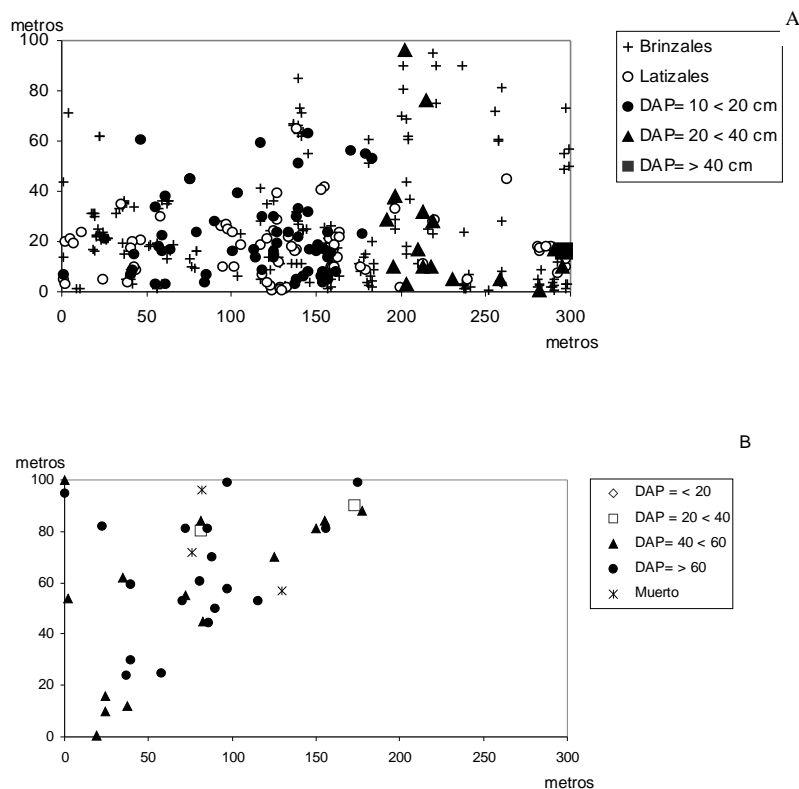 A
metros
100
80
60
40
20
0
0 50 100 150 200 250 300
metros
Brinzales
Latizales
DAP= 10 < 20 cm
DAP= 20 < 40 cm
DAP= > 40 cm
B
metros
100
80
60
40
20
0
0 50 100 150 200 250 300
metros
DAP = < 20
DAP = 20 < 40
DAP= 40 < 60
DAP= > 60
Muerto